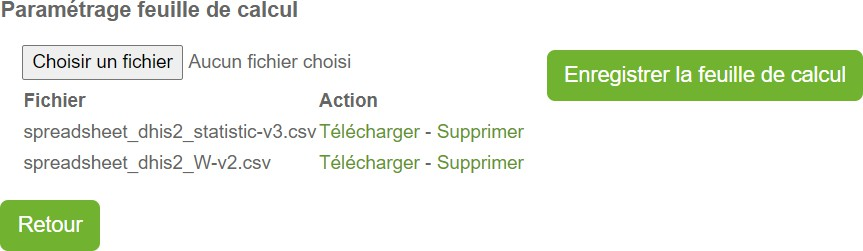 Paramétrage feuille de calcul
Choisir un fichier Aucun fichier choisi
Enregistrer la feuille de calcul
Fichier Action
spreadsheet_dhis2_statistic-v3.csv Télécharger - Supprimer
spreadsheet_dhis2_W-v2.csv Télécharger - Supprimer
Retour